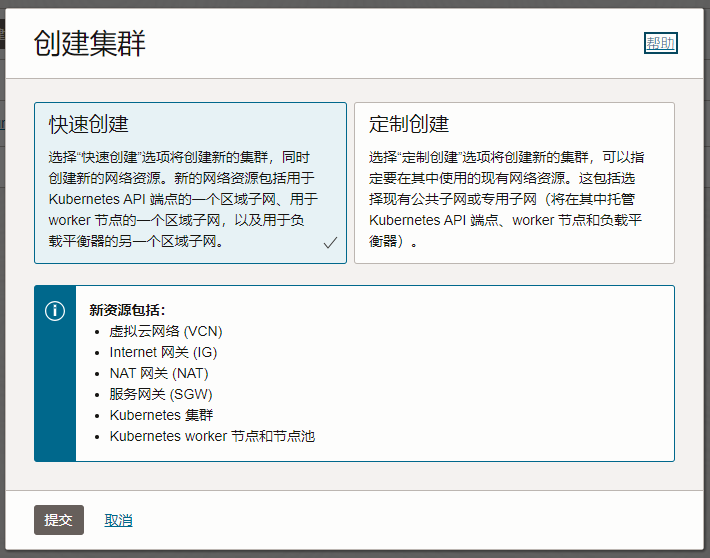 创建集群
帮助
快速创建
选择“快速创建”选项将创建新的集群，同时
创建新的网络资源。新的网络资源包括用于
Kubernetes API 端点的一个区域子网、用于
worker 节点的一个区域子网，以及用于负
载平衡器的另一个区域子网。
定制创建
选择“定制创建”选项将创建新的集群，可以指
定要在其中使用的现有网络资源。这包括选
择现有公共子网或专用子网（将在其中托管
Kubernetes API 端点、worker 节点和负载平
衡器）。
新资源包括：
• 虚拟云网络 (VCN)
• Internet 网关 (IG)
• NAT 网关 (NAT)
• 服务网关 (SGW)
• Kubernetes 集群
• Kubernetes worker 节点和节点池
提交
取消